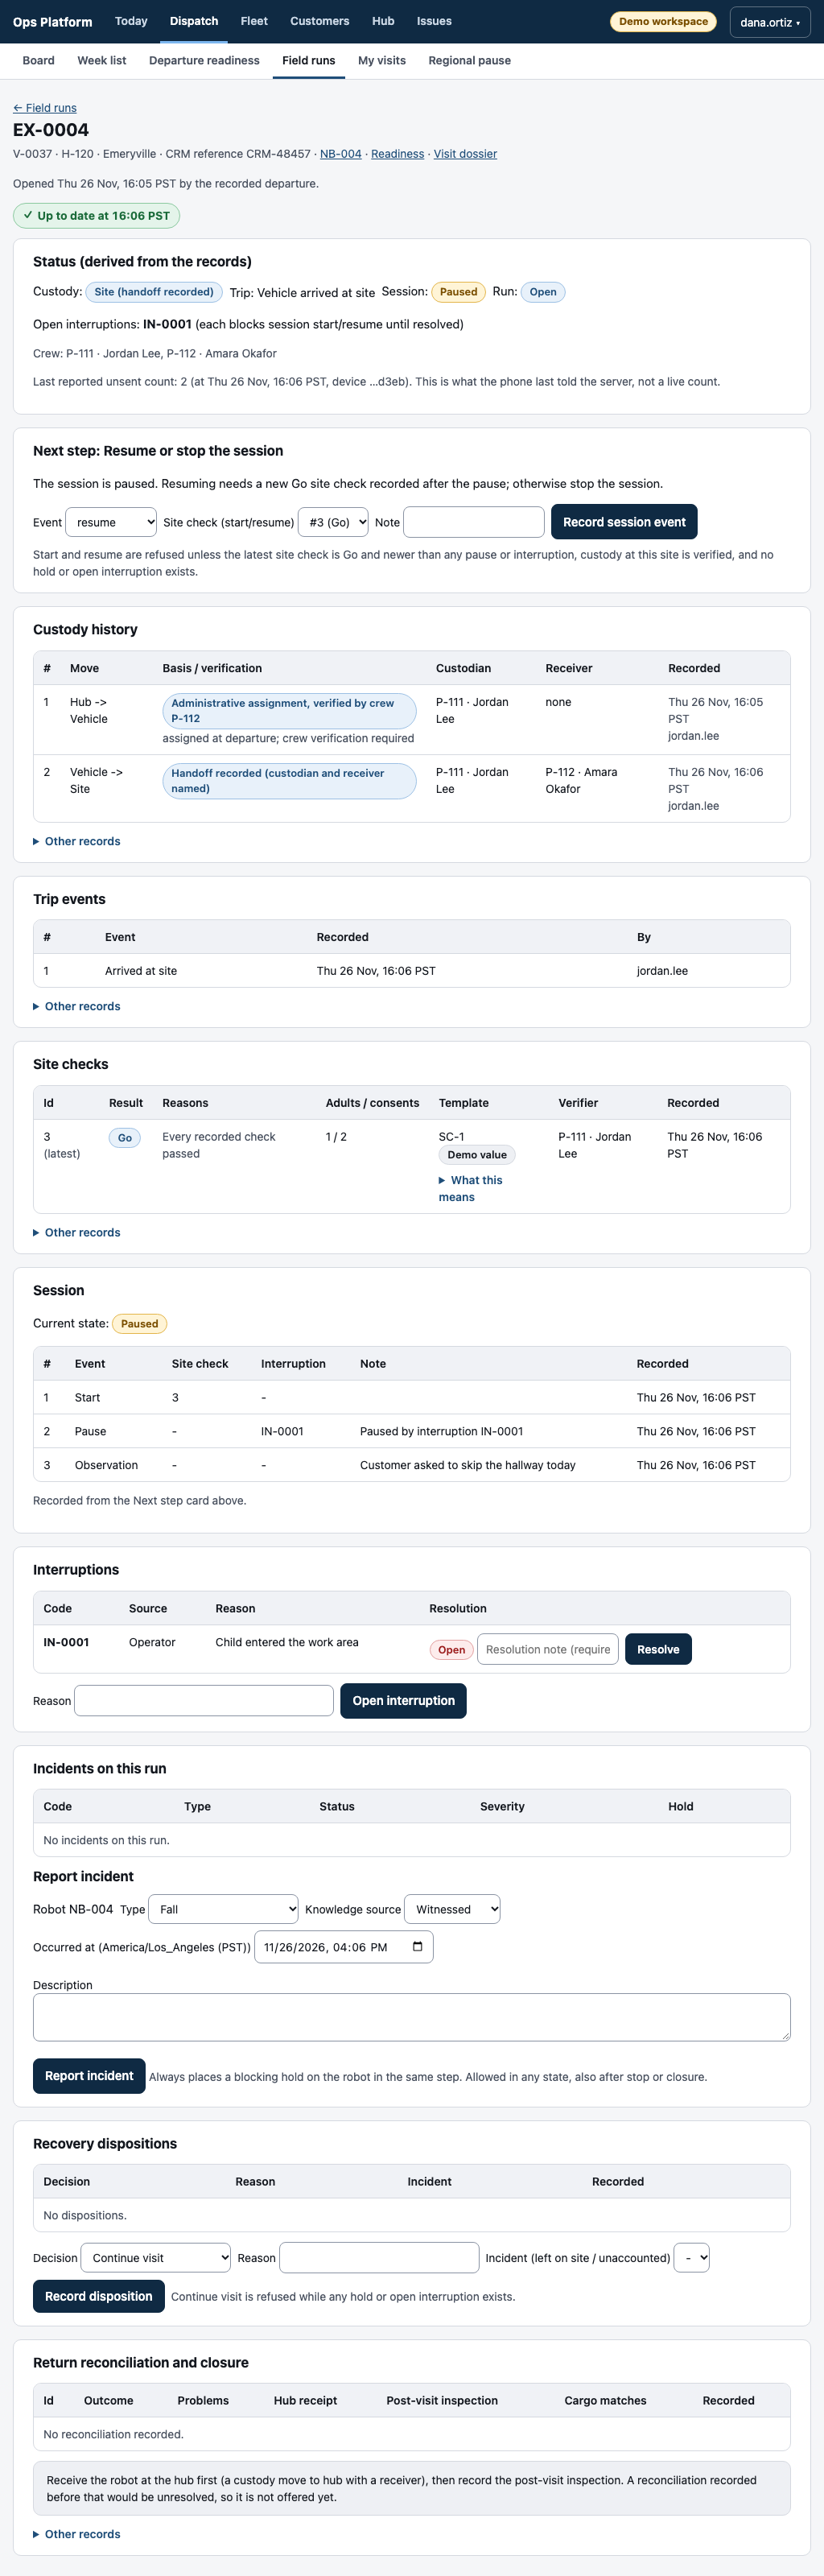 Ops Platform
Today
Dispatch
Fleet
Customers
Hub
Issues
Demo workspace
dana.ortiz ▾
Board
Week list
Departure readiness
Field runs
My visits
Regional pause
← Field runs
EX-0004
V-0037 · H-120 · Emeryville · CRM reference CRM-48457 · NB-004 · Readiness · Visit dossier
Opened Thu 26 Nov, 16:05 PST by the recorded departure.
✓ Up to date at 16:06 PST
Status (derived from the records)
Custody: Site (handoff recorded) Trip: Vehicle arrived at site Session: Paused Run: Open
Open interruptions: IN-0001 (each blocks session start/resume until resolved)
Crew: P-111 · Jordan Lee, P-112 · Amara Okafor
Last reported unsent count: 2 (at Thu 26 Nov, 16:06 PST, device …d3eb). This is what the phone last told the server, not a live count.
Next step: Resume or stop the session
The session is paused. Resuming needs a new Go site check recorded after the pause; otherwise stop the session.
Event resume Site check (start/resume) #3 (Go) Note Record session event
Start and resume are refused unless the latest site check is Go and newer than any pause or interruption, custody at this site is verified, and no
hold or open interruption exists.
Custody history
# Move Basis / verification Custodian Receiver Recorded
1 Hub -> Vehicle
Administrative assignment, verified by crew P-112
assigned at departure; crew verification required
P-111 · Jordan Lee
none
Thu 26 Nov, 16:05 PST
jordan.lee
2 Vehicle -> Site
Handoff recorded (custodian and receiver named)
P-111 · Jordan Lee
P-112 · Amara Okafor
Thu 26 Nov, 16:06 PST
jordan.lee
▶ Other records
Trip events
# Event Recorded By
1 Arrived at site Thu 26 Nov, 16:06 PST jordan.lee
▶ Other records
Site checks
Id Result Reasons Adults / consents Template Verifier Recorded
3 (latest)
Go
Every recorded check passed
1 / 2
SC-1
Demo value
▶ What this means
P-111 · Jordan Lee
Thu 26 Nov, 16:06 PST
▶ Other records
Session
Current state: Paused
# Event Site check Interruption Note Recorded
1 Start 3 - Thu 26 Nov, 16:06 PST
2 Pause - IN-0001 Paused by interruption IN-0001 Thu 26 Nov, 16:06 PST
3 Observation - - Customer asked to skip the hallway today Thu 26 Nov, 16:06 PST
Recorded from the Next step card above.
Interruptions
Code Source Reason Resolution
IN-0001 Operator Child entered the work area Open Resolution note (require Resolve
Reason Open interruption
Incidents on this run
Code Type Status Severity Hold
No incidents on this run.
Report incident
Robot NB-004 Type Fall Knowledge source Witnessed
Occurred at (America/Los_Angeles (PST)) 11/26/2026, 04:06 PM
Description
Report incident Always places a blocking hold on the robot in the same step. Allowed in any state, also after stop or closure.
Recovery dispositions
Decision Reason Incident Recorded
No dispositions.
Decision Continue visit Reason Incident (left on site / unaccounted) -
Record disposition Continue visit is refused while any hold or open interruption exists.
Return reconciliation and closure
Id Outcome Problems Hub receipt Post-visit inspection Cargo matches Recorded
No reconciliation recorded.
Receive the robot at the hub first (a custody move to hub with a receiver), then record the post-visit inspection. A reconciliation recorded
before that would be unresolved, so it is not offered yet.
▶ Other records